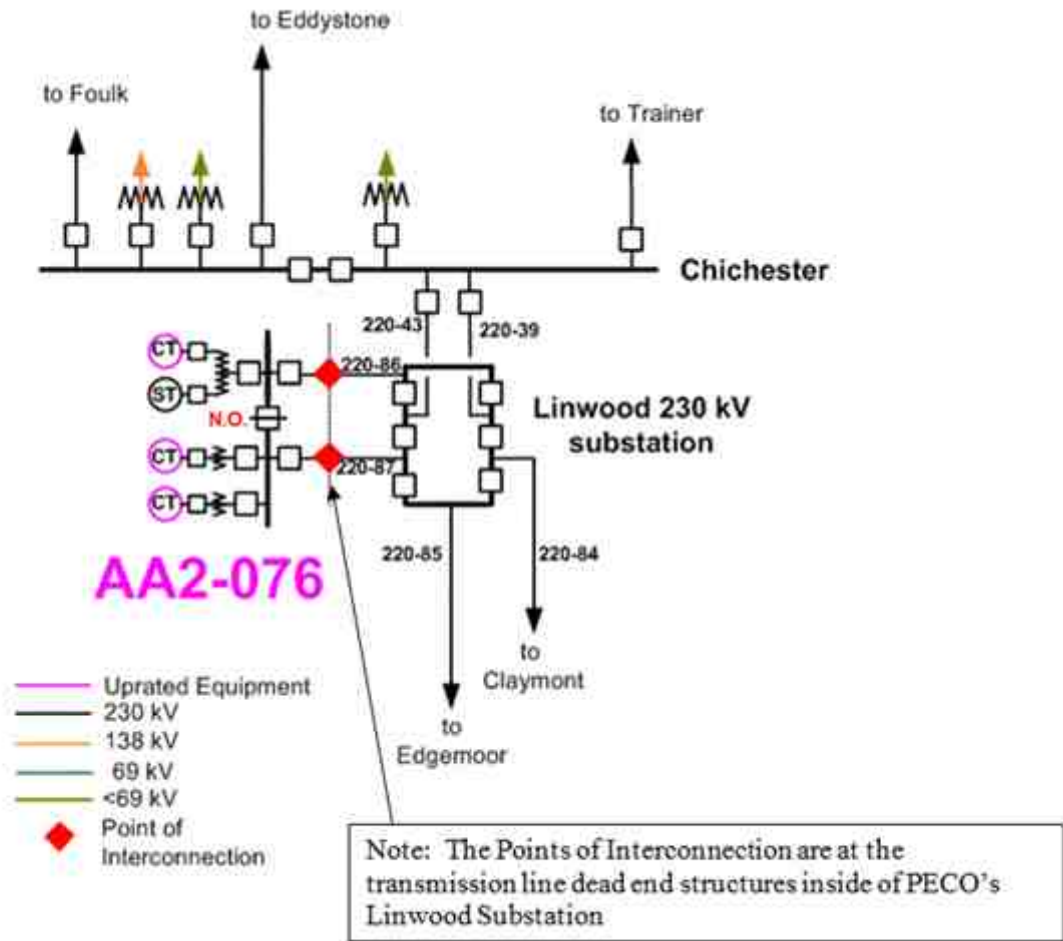 to Eddystone
to Foulk
to Trainer
Chichester
220-43
220-39
CT
220-86
ST
N.O.
Linwood 230 kV
substation
CT
220-87
CT
220-85
220-84
AA2-076
to
Claymont
to
Edgemoor
Uprated Equipment
230 kV
138 kV
69 kV
<69 kV
Point of
Interconnection
Note: The Points of Interconnection are at the
transmission line dead end structures inside of PECO's
Linwood Substation